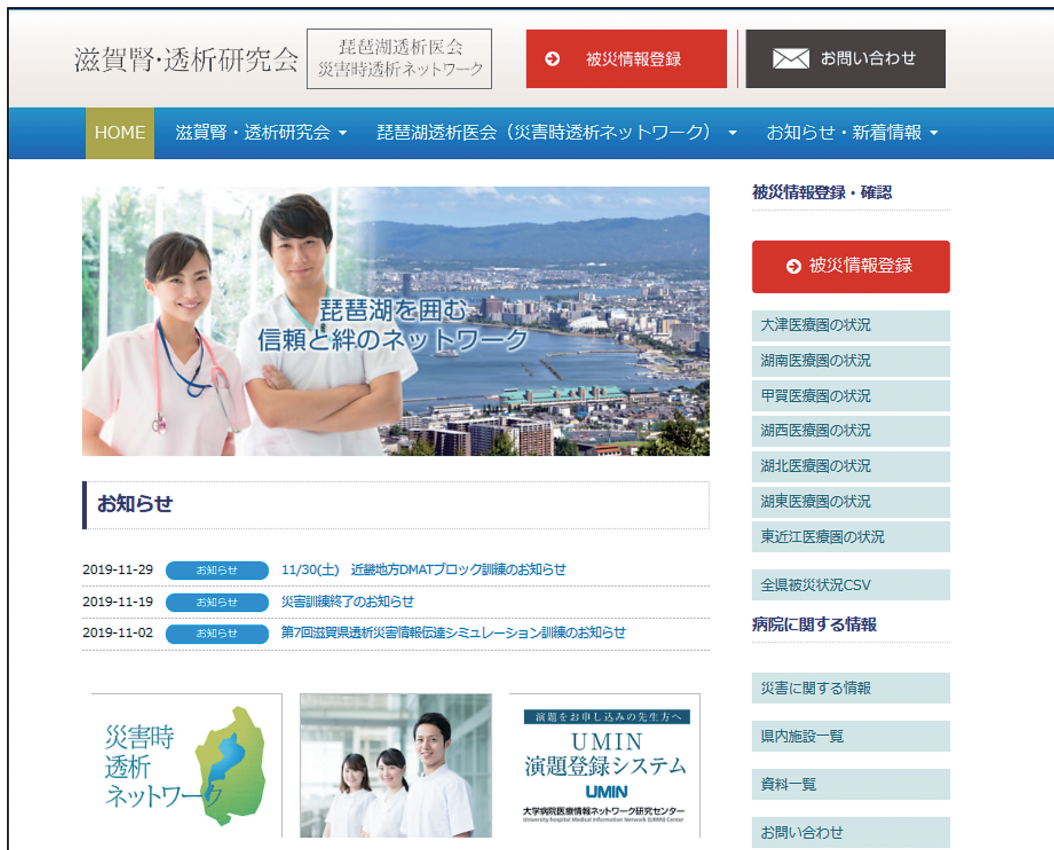 滋賀腎・透析研究会
琵琶湖透析医会
災害時透析ネットワーク
被災情報登録
お問い合わせ
HOME
滋賀腎・透析研究会
琵琶湖透析医会（災害時透析ネットワーク）
お知らせ・新着情報
琵琶湖を囲む
信頼と絆のネットワーク
お知らせ
2019-11-29 お知らせ 11/30(土) 近畿地方DMATブロック訓練のお知らせ
2019-11-19 お知らせ 災害訓練終了のお知らせ
2019-11-02 お知らせ 第7回滋賀県透析災害情報伝達シミュレーション訓練のお知らせ
災害時
透析
ネットワーク
演題をお申し込みの先生方へ
UMIN
演題登録システム
UMIN
大学病院医療情報ネットワーク研究センター
University hospital Medical Information Network (UMIN) Center
被災情報登録・確認
被災情報登録
大津医療圏の状況
湖南医療圏の状況
甲賀医療圏の状況
湖西医療圏の状況
湖北医療圏の状況
湖東医療圏の状況
東近江医療圏の状況
全県被災状況CSV
病院に関する情報
災害に関する情報
県内施設一覧
資料一覧
お問い合わせ